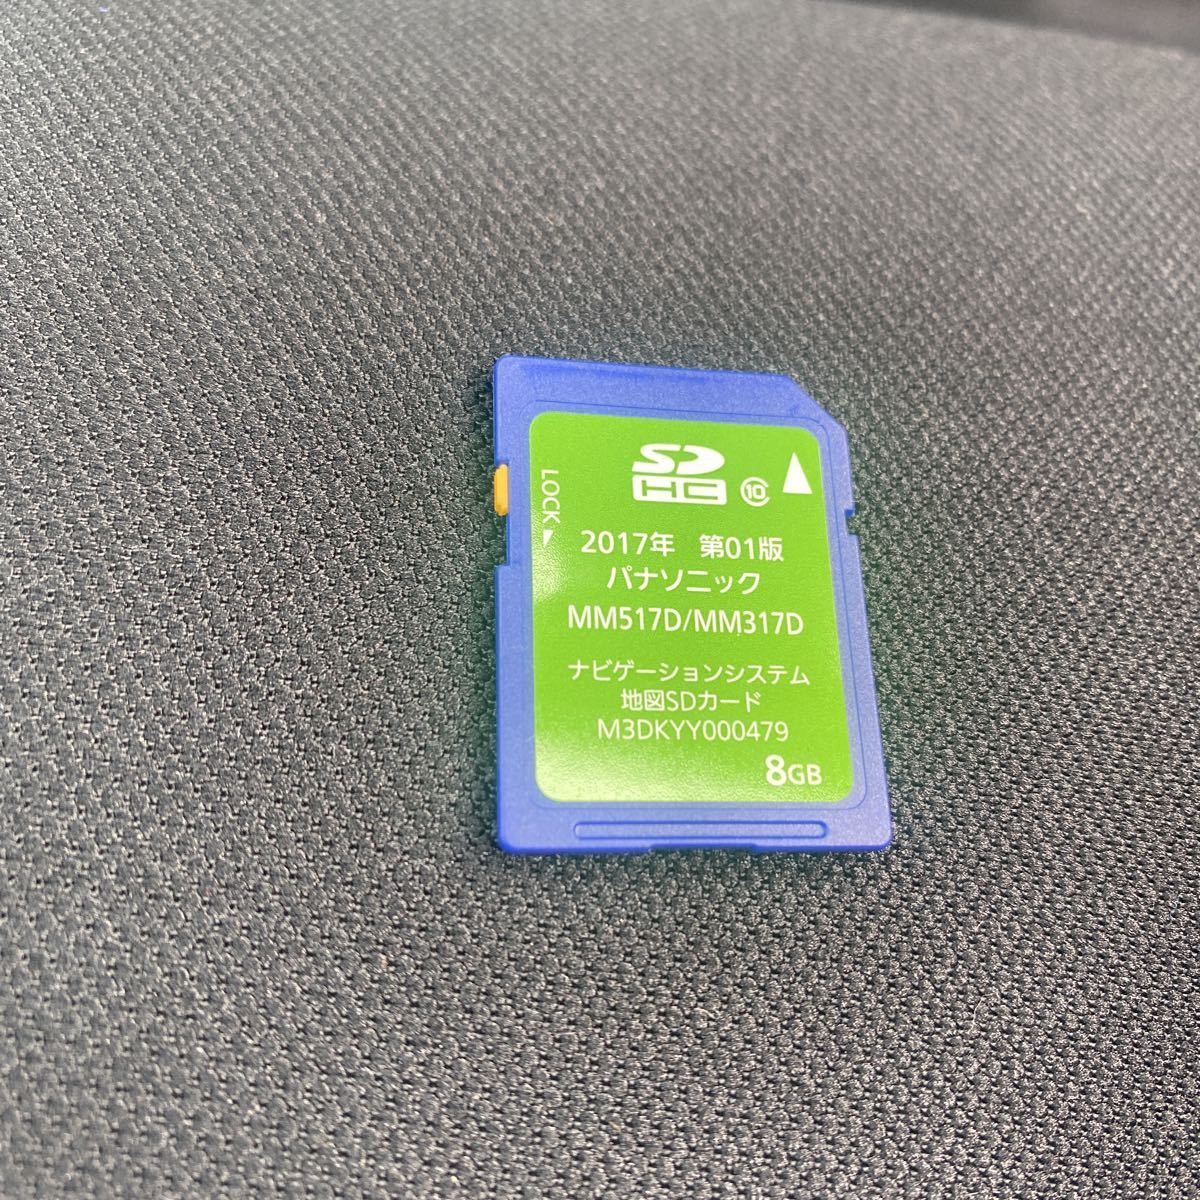 SD
HC ⑩
LOCK
2017年 第01版
パナソニック
MM517D/MM317D
ナビゲーションシステム
地図SDカード
M3DKYY000479
8GB